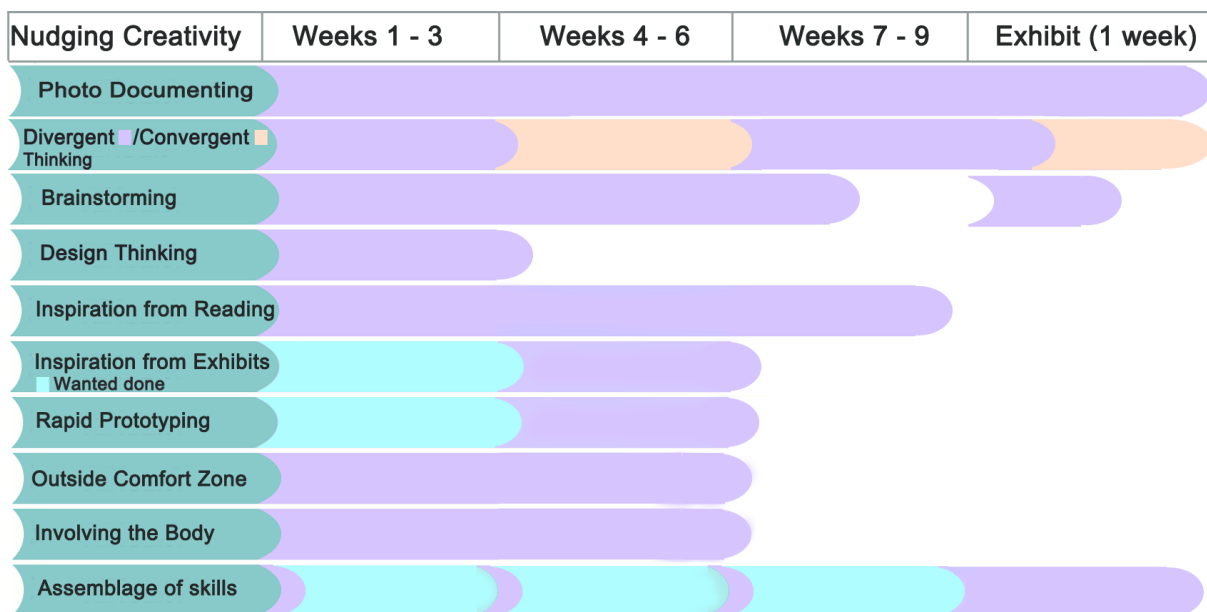 Nudging Creativity Weeks 1 - 3 Weeks 4 - 6 Weeks 7 - 9 Exhibit (1 week)
Photo Documenting
Divergent /Convergent
Thinking
Brainstorming
Design Thinking
Inspiration from Reading
Inspiration from Exhibits
Wanted done
Rapid Prototyping
Outside Comfort Zone
Involving the Body
Assemblage of skills